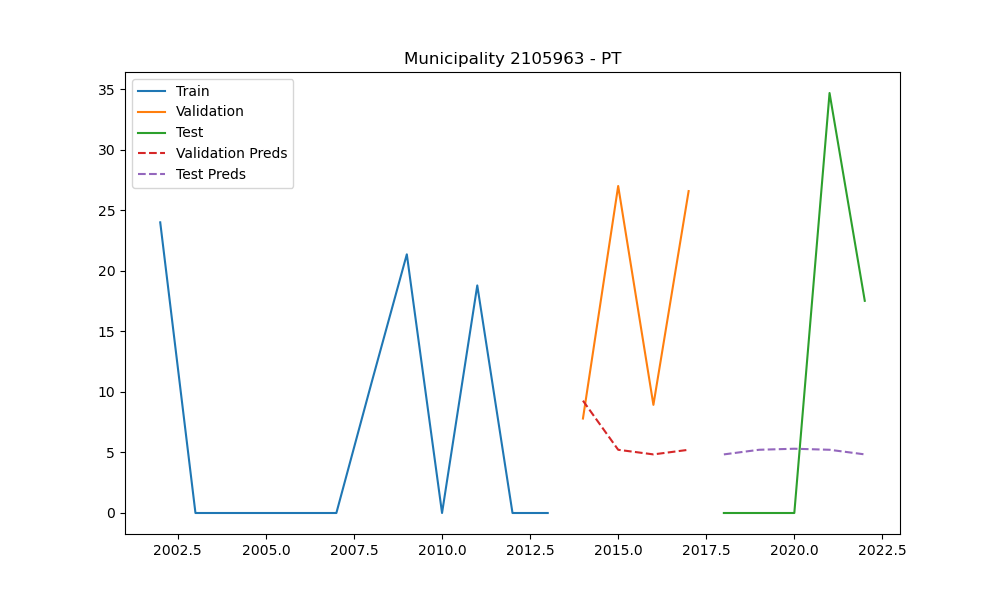 Municipality 2105963 - PT
Train
Validation
Test
Validation Preds
Test Preds
35
30
25
20
15
10
5
0
2002.5 2005.0 2007.5 2010.0 2012.5 2015.0 2017.5 2020.0 2022.5